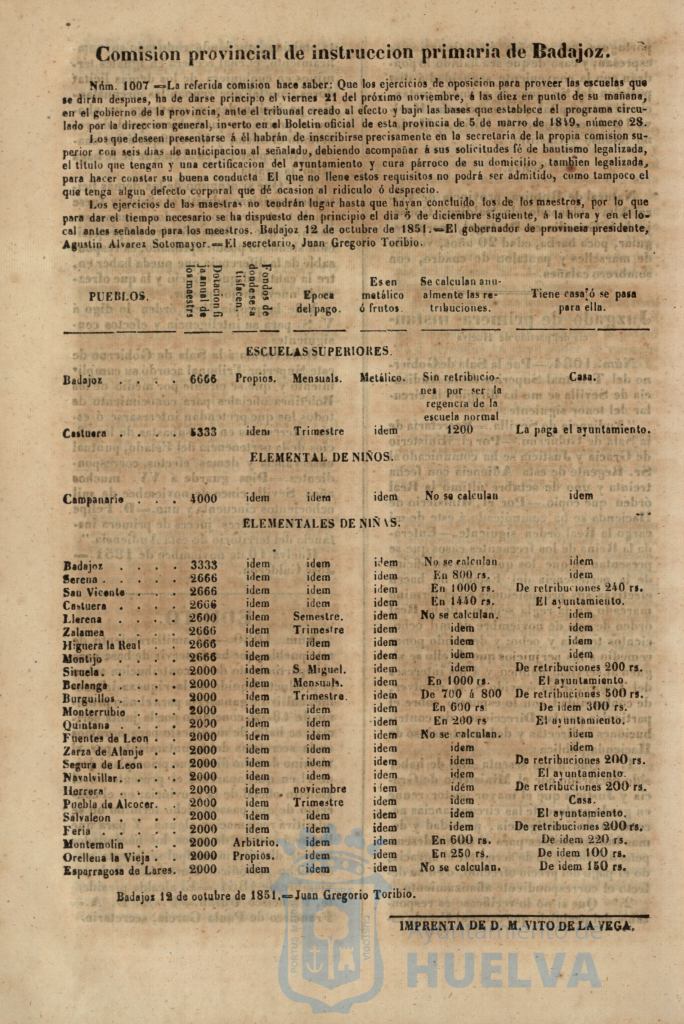 Comision provincial de instruccion primaria de Badajoz.
Núm. 1007 =La referida comision hace saber: Que los ejercicios de oposicion para proveer las escuelas que
se dirán despues, ha de darse principio el viernes 21 del próximo noviembre, á las diez en punto de su mañana,
en el gobierno de la provincia, ante el tribunal creado al efecto y bajo las bases que establece el programa circu-
lado por la direccion general, inserto en el Boletin oficial de esta provincia de 5 de marzo de 1849, número 28.
Los que deseen presentarse á él habrán de inscribirse precisamente en la secretaria de la propia comision su-
perior con seis dias de anticipacion al señalado, debiendo acompañar á sus solicitudes fé de bautismo legalizada,
el título que tengan y una certificacion del ayuntamiento y cura párroco de su domicilio, tambien legalizada,
para hacer constar su buena conducta El que no llene estos requisitos no podrá ser admitido, como tampoco el
que tenga algun defecto corporal que dé ocasion al ridículo ó desprecio.
Los ejercicios de las maestras no tendrán lugar hasta que hayan concluido los de los maestros, por lo que
para dar el tiempo necesario se ha dispuesto den principio el dia 6 de diciembre siguiente, á la hora y en el lo-
cal antes señalado para los meestros. Badajoz 12 de octubre de 1851.=El gobernador de provincia presidente,
Agustin Alvarez Sotomayor.=El secretario, Juan Gregorio Toribio.
PUEBLOS. Dotacion fija anual de los maestrs Fondos de donde se satisfacen. Epoca del pago. Es en metálico ó frutos. Se calculan anualmente las retribuciones. Tiene casa ó se pasa para ella.
ESCUELAS SUPERIORES.
Badajoz . . . . 6666 Propios. Mensuals. Metálico. Sin retribucio- Casa.
nes por ser la
regencia de la
escuela normal
Castuera . . . . 5333 idem Trimestre idem 1200 La paga el ayuntamiento.
ELEMENTAL DE NIÑOS.
Campanario . . . 4000 idem idem idem No se calculan idem
ELEMENTALES DE NIÑAS.
Badajoz . . . . 3333 idem idem idem No se calculan idem
Serena . . . . . 2666 idem idem idem En 800 rs. idem
San Vicente . . . 2666 idem idem idem En 1000 rs. De retribuciones 240 rs.
Castuera . . . . 2666 idem idem idem En 1440 rs. El ayuntamiento.
Llerena . . . . 2600 idem Semestre. idem No se calculan. idem
Zalamea . . . . 2666 idem Trimestre idem idem idem
Higuera la Real . . 2666 idem idem idem idem idem
Montijo . . . . 2666 idem idem idem idem idem
Siruela. . . . . 2000 idem S. Miguel. idem idem De retribuciones 200 rs.
Berlanga . . . . 2000 idem Mensuals. idem En 1000 rs. El ayuntamiento
Burguillos . . . . 2000 idem Trimestre. idem De 700 á 800 De retribuciones 500 rs.
Monterrubio . . . 2000 idem idem idem En 600 rs De idem 300 rs.
Quintana . . . . 2000 idem idem idem En 200 rs El ayuntamiento.
Fuentes de Leon . . 2000 idem idem idem No se calculan. idem
Zarza de Alanje . . 2000 idem idem idem idem idem
Segura de Leon . . 2000 idem idem idem idem De retribuciones 200 rs.
Navalvillar. . . . 2000 idem idem idem idem El ayuntamiento.
Herrera . . . . 2000 idem noviembre idem idem De retribuciones 200 rs.
Puebla de Alcocer. . 2000 idem Trimestre idem idem Casa.
Salvaleon . . . . 2000 idem idem idem idem El ayuntamiento.
Feria . . . . . 2000 idem idem idem idem De retribuciones 200 rs.
Montemolin . . . 2000 Arbitrio. idem idem En 600 rs. De idem 220 rs.
Orellena la Vieja . . 2000 Propios. idem idem En 250 rs. De idem 100 rs.
Esparragosa de Lares. 2000 idem idem idem No se calculan. De idem 150 rs.
Badajoz 12 de octubre de 1851.=Juan Gregorio Toribio.
IMPRENTA DE D. M. VITO DE LA VEGA.
Ayuntamiento de
HUELVA